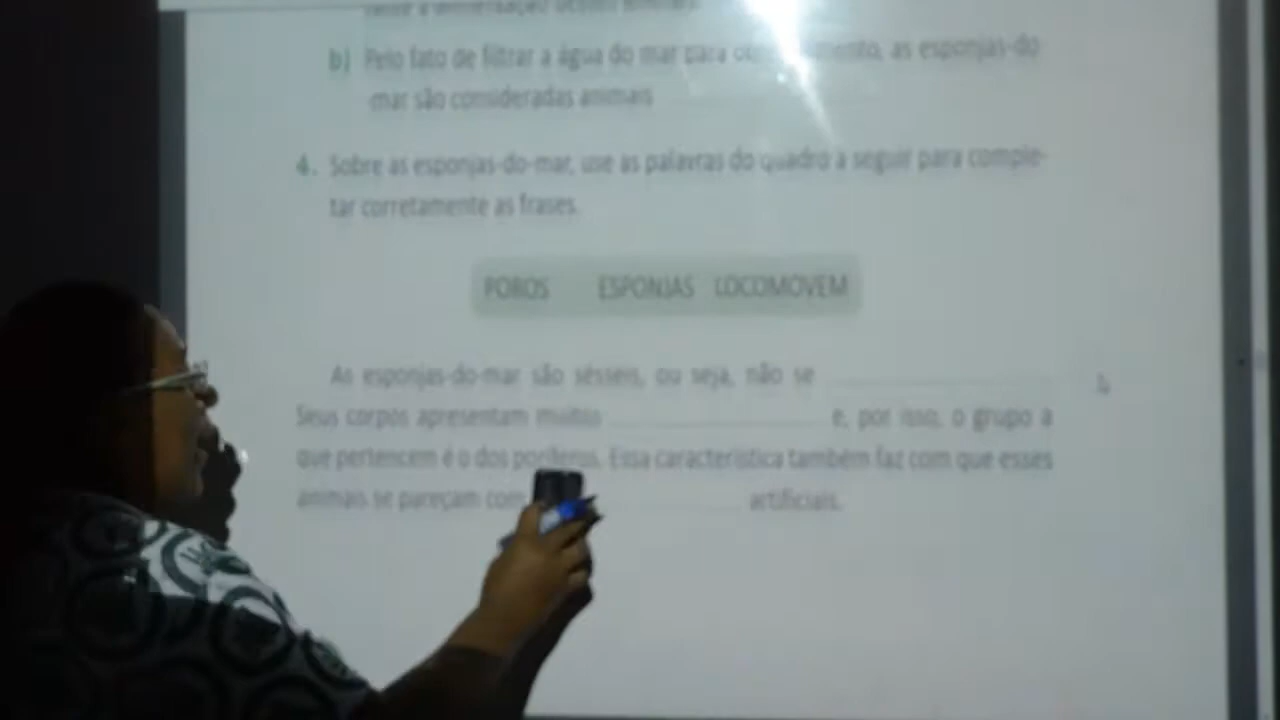 b) Pelo fato de filtrar a água do mar para as esponjas-do-
mar são consideradas animais
4. Sobre as esponjas-do-mar, use as palavras do quadro a seguir para comple-
tar corretamente as frases.
POROS ESPONJAS LOCOMOVEM
As esponjas-do-mar são sésseis, ou seja, não se
Seus corpos apresentam muitos e, por isso, o grupo a
que pertencem é o dos poríferos. Essa característica também faz com que esses
animais se pareçam com artificiais.